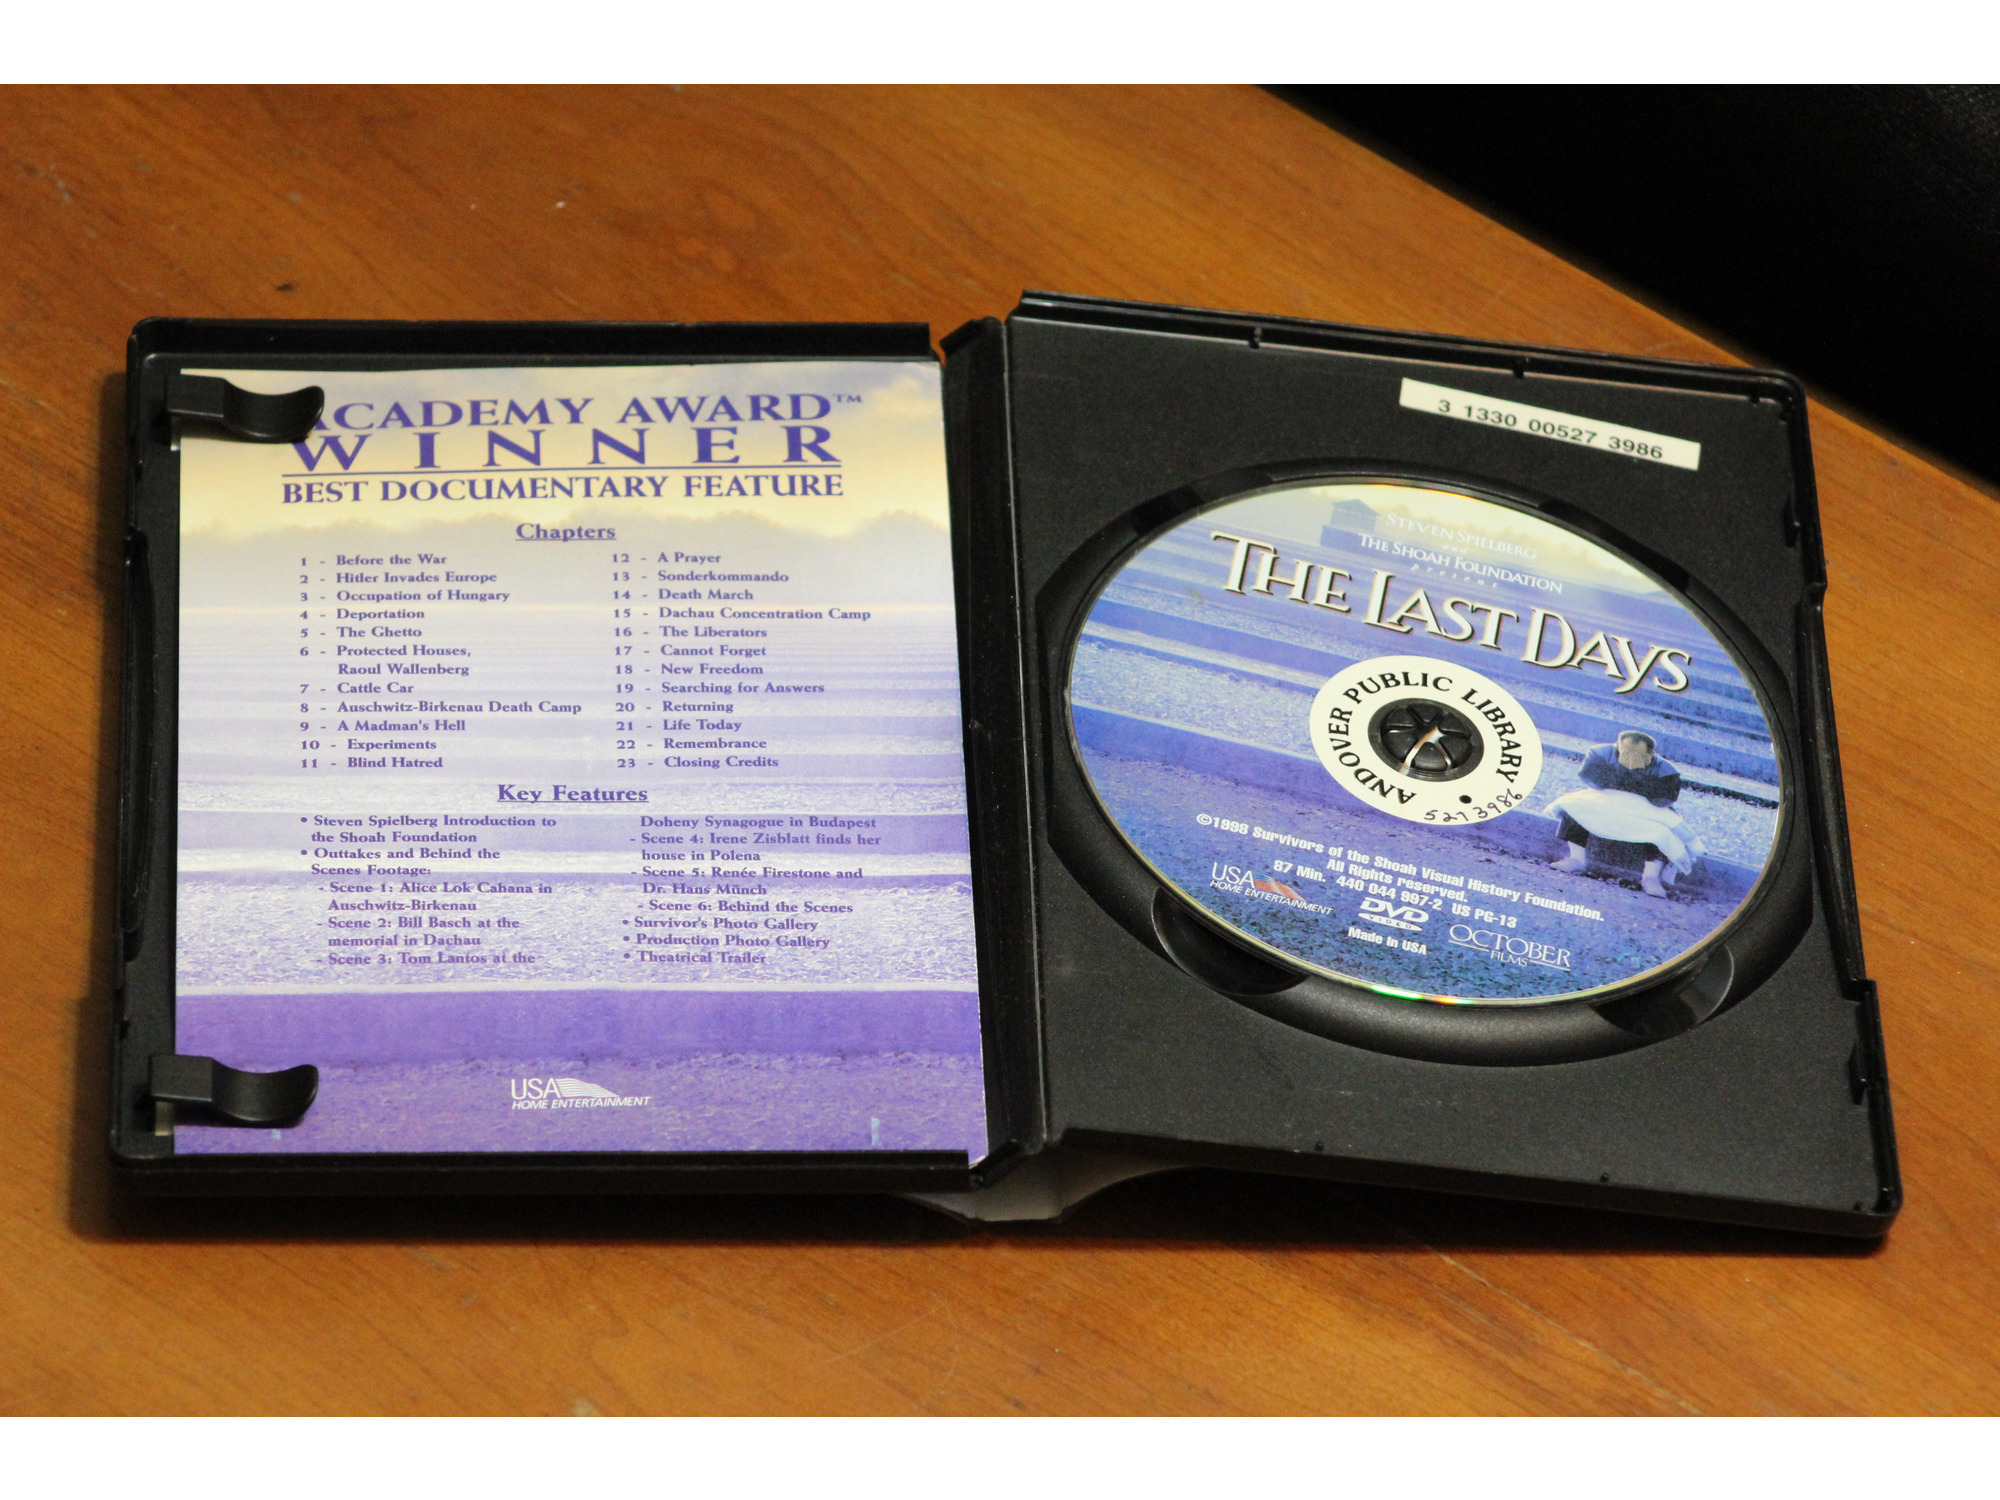 ACADEMY AWARD™
WINNER
BEST DOCUMENTARY FEATURE
Chapters
1 - Before the War
2 - Hitler Invades Europe
3 - Occupation of Hungary
4 - Deportation
5 - The Ghetto
6 - Protected Houses,
Raoul Wallenberg
7 - Cattle Car
8 - Auschwitz-Birkenau Death Camp
9 - A Madman's Hell
10 - Experiments
11 - Blind Hatred
12 - A Prayer
13 - Sonderkommando
14 - Death March
15 - Dachau Concentration Camp
16 - The Liberators
17 - Cannot Forget
18 - New Freedom
19 - Searching for Answers
20 - Returning
21 - Life Today
22 - Remembrance
23 - Closing Credits
Key Features
• Steven Spielberg Introduction to
the Shoah Foundation
• Outtakes and Behind the
Scenes Footage:
- Scene 1: Alice Lok Cahana in
Auschwitz-Birkenau
- Scene 2: Bill Basch at the
memorial in Dachau
- Scene 3: Tom Lantos at the
Doheny Synagogue in Budapest
- Scene 4: Irene Zisblatt finds her
house in Polena
- Scene 5: Renée Firestone and
Dr. Hans Münch
- Scene 6: Behind the Scenes
• Survivor's Photo Gallery
• Production Photo Gallery
• Theatrical Trailer
USA
HOME ENTERTAINMENT
3 1330 00527 3986
STEVEN SPIELBERG
and
THE SHOAH FOUNDATION
present
THE LAST DAYS
ANDOVER PUBLIC LIBRARY
5273986
©1998 Survivors of the Shoah Visual History Foundation.
All Rights reserved.
87 Min. 440 044 997-2 US PG-13
USA
HOME ENTERTAINMENT
DVD
VIDEO
Made in USA
OCTOBER
FILMS